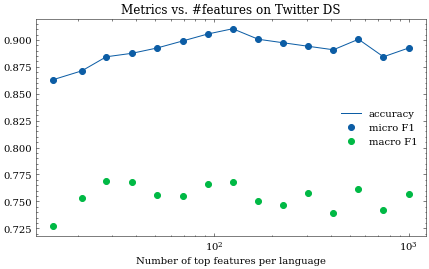 Metrics vs. #features on Twitter DS
0.900
0.875
0.850
0.825
0.800
0.775
0.750
0.725
accuracy
micro F1
macro F1
10²
10³
Number of top features per language